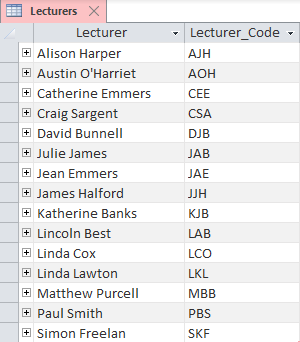 Lecturers
Lecturer Lecturer_Code
Alison Harper AJH
Austin O'Harriet AOH
Catherine Emmers CEE
Craig Sargent CSA
David Bunnell DJB
Julie James JAB
Jean Emmers JAE
James Halford JJH
Katherine Banks KJB
Lincoln Best LAB
Linda Cox LCO
Linda Lawton LKL
Matthew Purcell MBB
Paul Smith PBS
Simon Freelan SKF